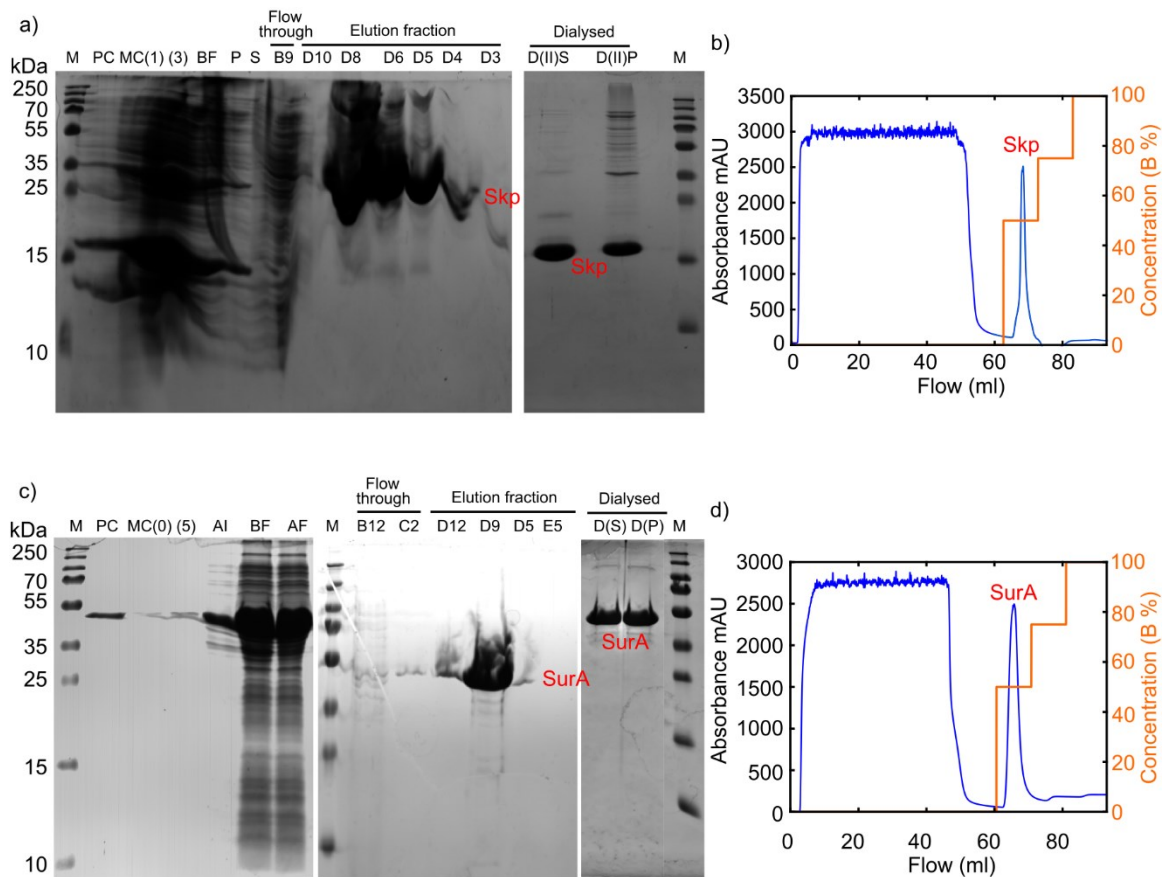 a)
Flow
through
Elution fraction
Dialysed
kDa
M PC MC(1) (3) BF P S B9 D10 D8 D6 D5 D4 D3 D(II)S D(II)P M
250
70
55
35
25
15
10
Skp
Skp
b)
Absorbance mAU
3500
3000
2500
2000
1500
1000
500
0
Skp
100
80
60
40
20
0
Concentration (B %)
0 20 40 60 80
Flow (ml)
c)
Flow
through
Elution fraction
Dialysed
kDa
M PC MC(0) (5) AI BF AF M B12 C2 D12 D9 D5 E5 D(S) D(P) M
250
70
55
35
25
15
10
SurA
SurA
d)
Absorbance mAU
3000
2500
2000
1500
1000
500
0
SurA
100
80
60
40
20
0
Concentration (B %)
0 20 40 60 80
Flow (ml)